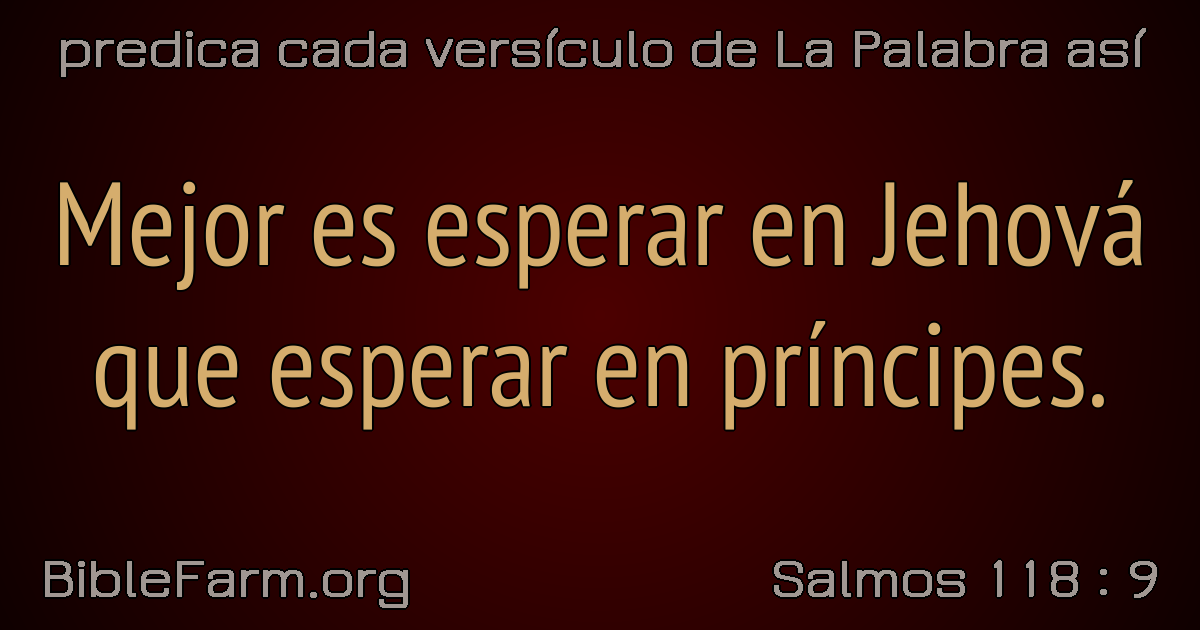 predica cada versículo de La Palabra así
Mejor es esperar en Jehová
que esperar en príncipes.
BibleFarm.org
Salmos 118 : 9